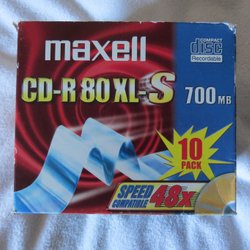 maxell
COMPACT
disc
Recordable
CD-R 80 XL-S
700 MB
10
PACK
SPEED
COMPATIBLE
48x